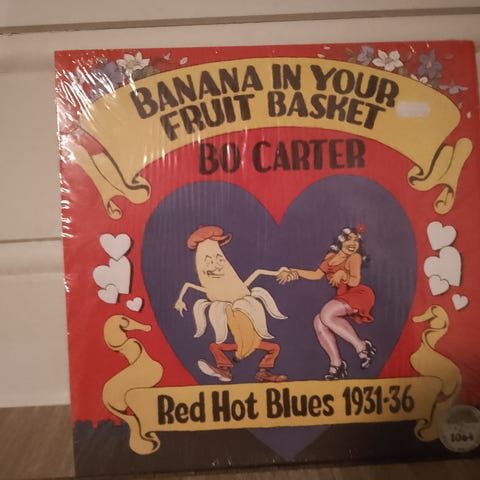 BANANA IN YOUR
FRUIT BASKET
BO CARTER
Red Hot Blues 1931-36